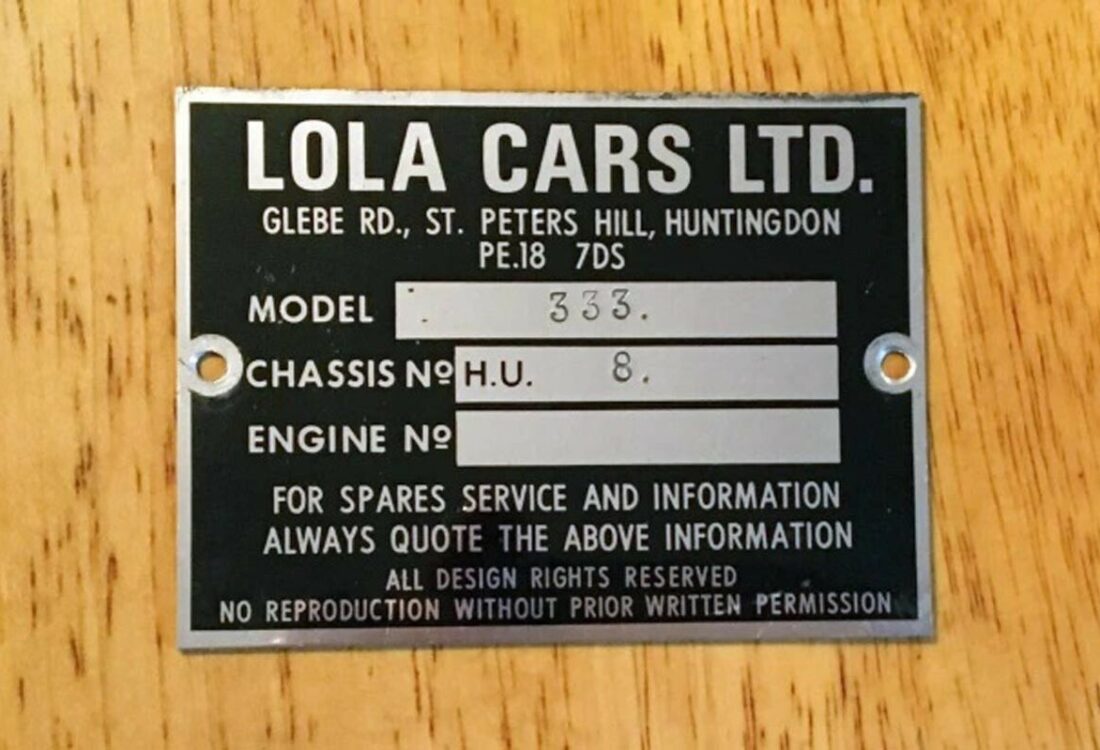 LOLA CARS LTD.
GLEBE RD., ST. PETERS HILL, HUNTINGDON
PE.18 7DS
MODEL 333.
CHASSIS Nº H.U. 8.
ENGINE Nº
FOR SPARES SERVICE AND INFORMATION
ALWAYS QUOTE THE ABOVE INFORMATION
ALL DESIGN RIGHTS RESERVED
NO REPRODUCTION WITHOUT PRIOR WRITTEN PERMISSION